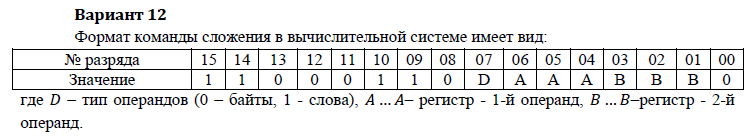 Вариант 12
Формат команды сложения в вычислительной системе имеет вид:
№ разряда 15 14 13 12 11 10 09 08 07 06 05 04 03 02 01 00
Значение 1 1 0 0 0 1 1 0 D A A A B B B 0
где D – тип операндов (0 – байты, 1 - слова), A ... A– регистр - 1-й операнд, B ... B–регистр - 2-й
операнд.